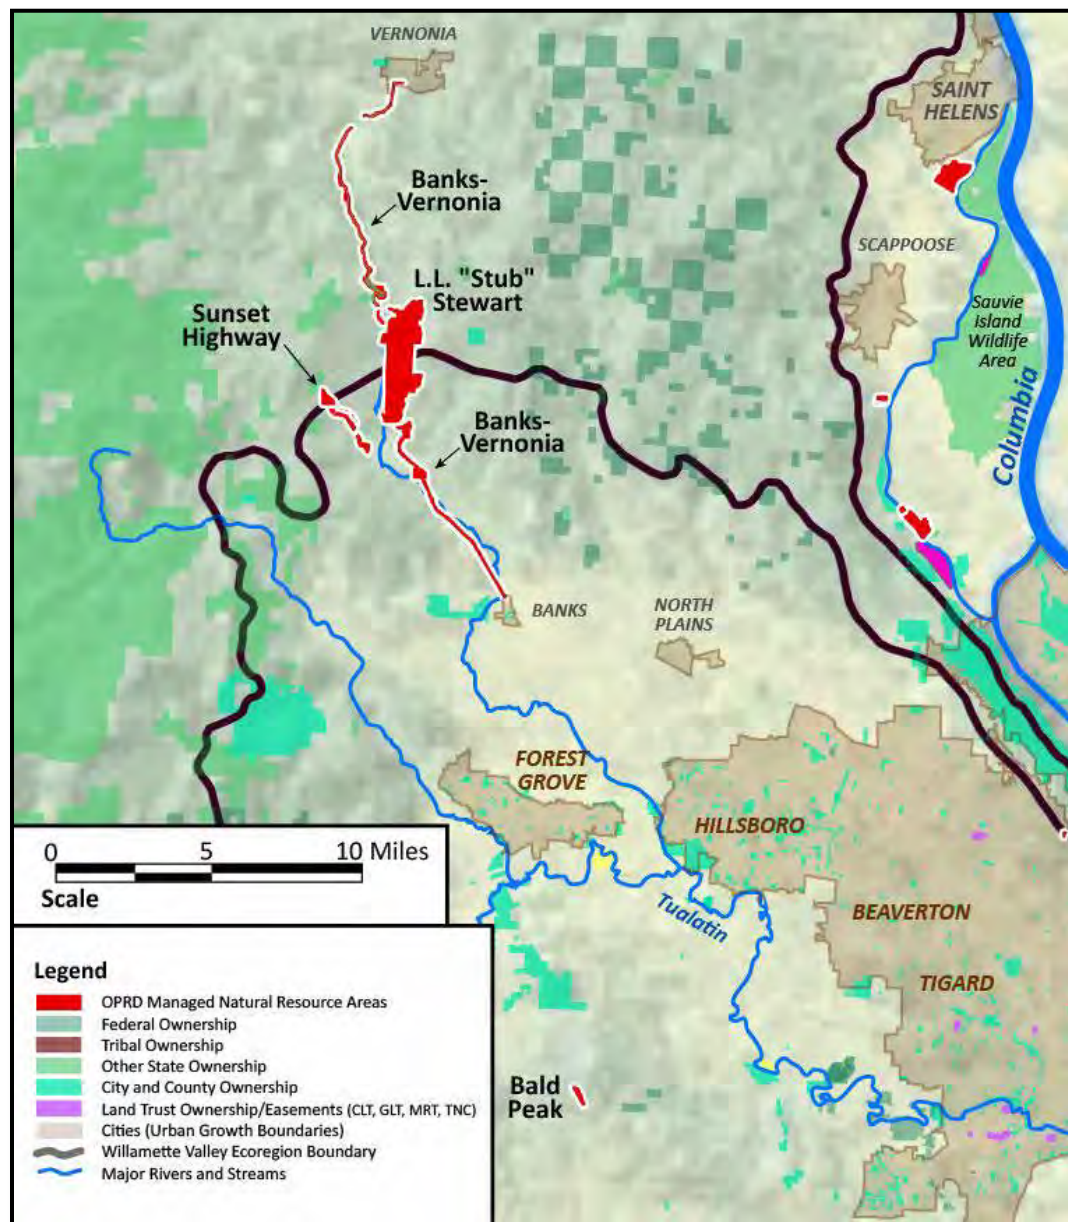 VERNONIA
SAINT
HELENS
Banks-
Vernonia
SCAPPOOSE
L.L. "Stub"
Stewart
Sunset
Highway
Sauvie
Island
Wildlife
Area
Columbia
Banks-
Vernonia
BANKS
NORTH
PLAINS
FOREST
GROVE
HILLSBORO
0 5 10 Miles
Scale
Tualatin
BEAVERTON
TIGARD
Bald
Peak
Legend
OPRD Managed Natural Resource Areas
Federal Ownership
Tribal Ownership
Other State Ownership
City and County Ownership
Land Trust Ownership/Easements (CLT, GLT, MRT, TNC)
Cities (Urban Growth Boundaries)
Willamette Valley Ecoregion Boundary
Major Rivers and Streams